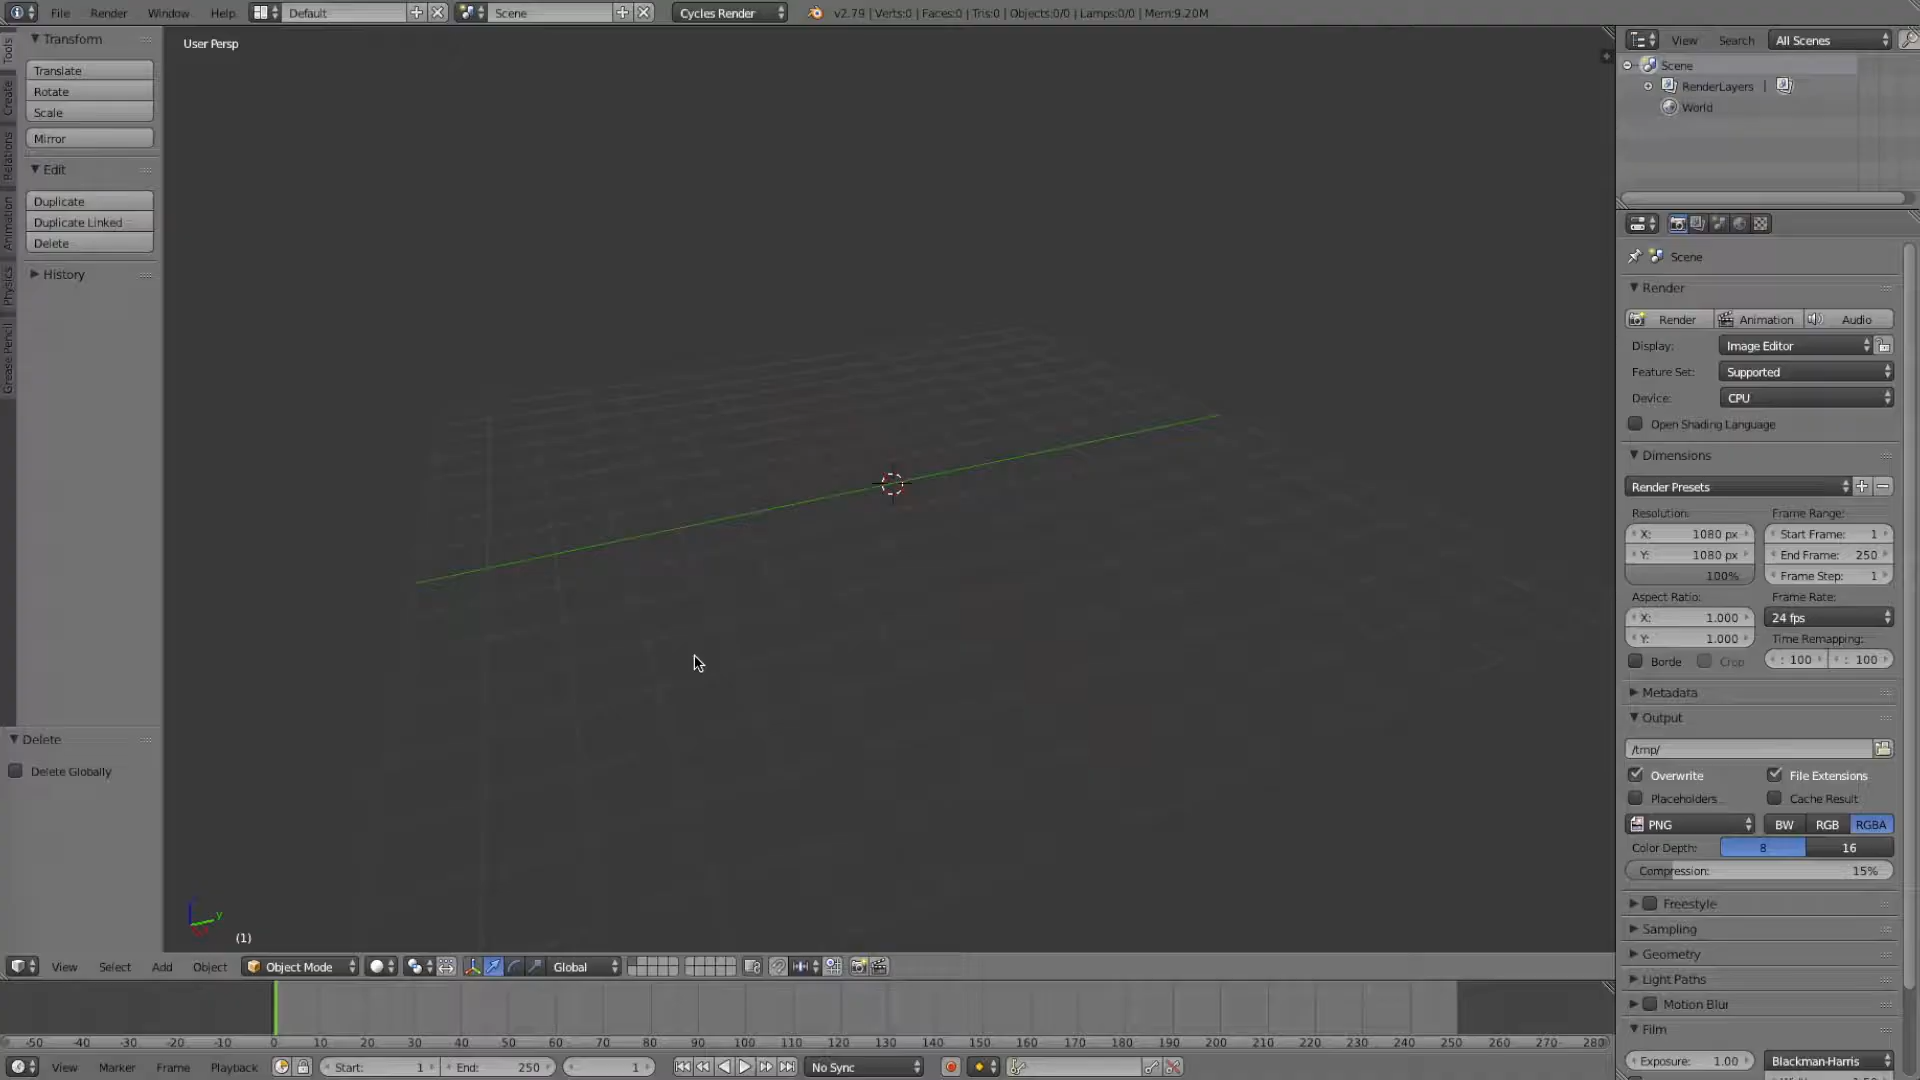 File Render Window Help Default Scene Cycles Render v2.79 | Verts:0 | Faces:0 | Tris:0 | Objects:0/0 | Lamps:0/0 | Mem:9.20M
Tools
Create
Relations
Animation
Physics
Grease Pencil
Transform
Translate
Rotate
Scale
Mirror
Edit
Duplicate
Duplicate Linked
Delete
History
Delete
Delete Globally
User Persp
y
(1)
View Select Add Object Object Mode Global
View Search All Scenes
Scene
RenderLayers |
World
Scene
Render
Render Animation Audio
Display: Image Editor
Feature Set: Supported
Device: CPU
Open Shading Language
Dimensions
Render Presets
Resolution: Frame Range:
X: 1080 px Start Frame: 1
Y: 1080 px End Frame: 250
100% Frame Step: 1
Aspect Ratio: Frame Rate:
X: 1.000 24 fps
Y: 1.000 Time Remapping:
Borde Crop : 100 : 100
Metadata
Output
/tmp/
Overwrite File Extensions
Placeholders Cache Result
PNG BW RGB RGBA
Color Depth: 8 16
Compression: 15%
Freestyle
Sampling
Geometry
Light Paths
Motion Blur
Film
Exposure: 1.00 Blackman-Harris
-50 -40 -30 -20 -10 0 10 20 30 40 50 60 70 80 90 100 110 120 130 140 150 160 170 180 190 200 210 220 230 240 250 260 270 280
View Marker Frame Playback Start: 1 End: 250 1 No Sync